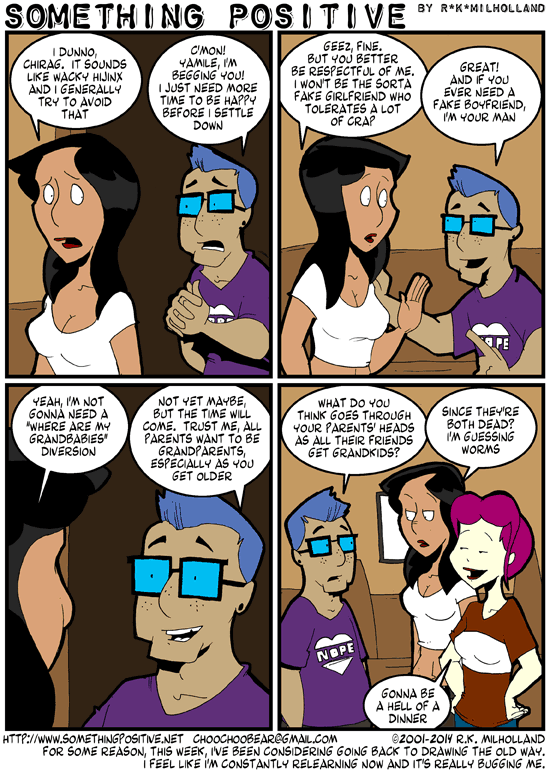 SOMETHING POSITIVE BY R*K*MILHOLLAND
I DUNNO,
CHIRAG. IT SOUNDS
LIKE WACKY HIJINX
AND I GENERALLY
TRY TO AVOID
THAT
C'MON!
YAMILE, I'M
BEGGING YOU!
I JUST NEED MORE
TIME TO BE HAPPY
BEFORE I SETTLE
DOWN
NOPE
GEEZ, FINE.
BUT YOU BETTER
BE RESPECTFUL OF ME.
I WON'T BE THE SORTA
FAKE GIRLFRIEND WHO
TOLERATES A LOT
OF CRAP
GREAT!
AND IF YOU
EVER NEED A
FAKE BOYFRIEND,
I'M YOUR MAN
NOPE
YEAH, I'M NOT
GONNA NEED A
"WHERE ARE MY
GRANDBABIES"
DIVERSION
NOT YET MAYBE,
BUT THE TIME WILL
COME. TRUST ME, ALL
PARENTS WANT TO BE
GRANDPARENTS,
ESPECIALLY AS YOU
GET OLDER
WHAT DO YOU
THINK GOES THROUGH
YOUR PARENTS' HEADS
AS ALL THEIR FRIENDS
GET GRANDKIDS?
SINCE THEY'RE
BOTH DEAD?
I'M GUESSING
WORMS
NOPE
GONNA BE
A HELL OF A
DINNER
HTTP://WWW.SOMETHINGPOSITIVE.NET CHOOCHOOBEAR@GMAIL.COM ©2001-2014 R.K. MILHOLLAND
FOR SOME REASON, THIS WEEK, I'VE BEEN CONSIDERING GOING BACK TO DRAWING THE OLD WAY.
I FEEL LIKE I'M CONSTANTLY RELEARNING NOW AND IT'S REALLY BUGGING ME.